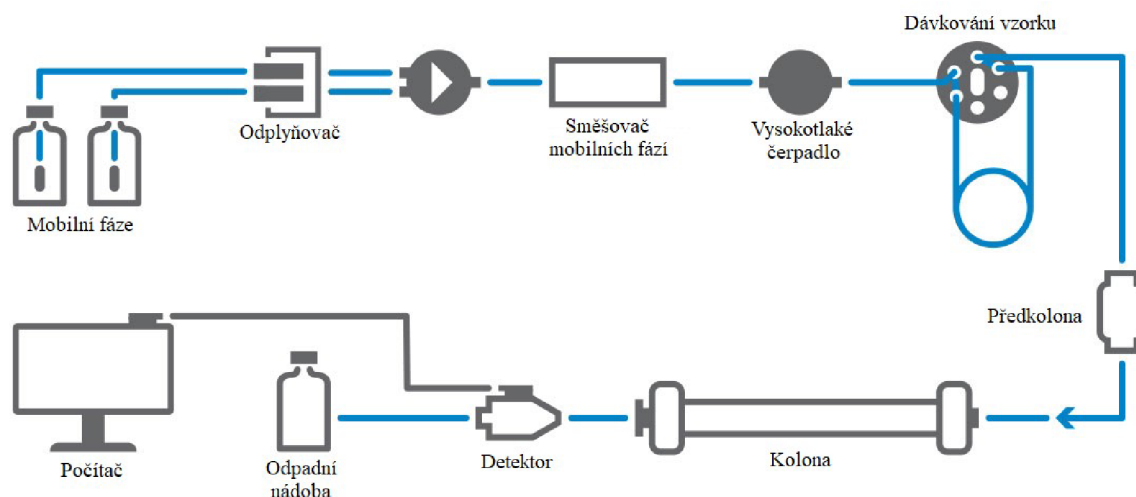 Dávkování vzorku
Odplyňovač
Směšovač
mobilních fází
Vysokotlaké
čerpadlo
Mobilní fáze
Předkolona
Počítač
Odpadní
nádoba
Detektor
Kolona